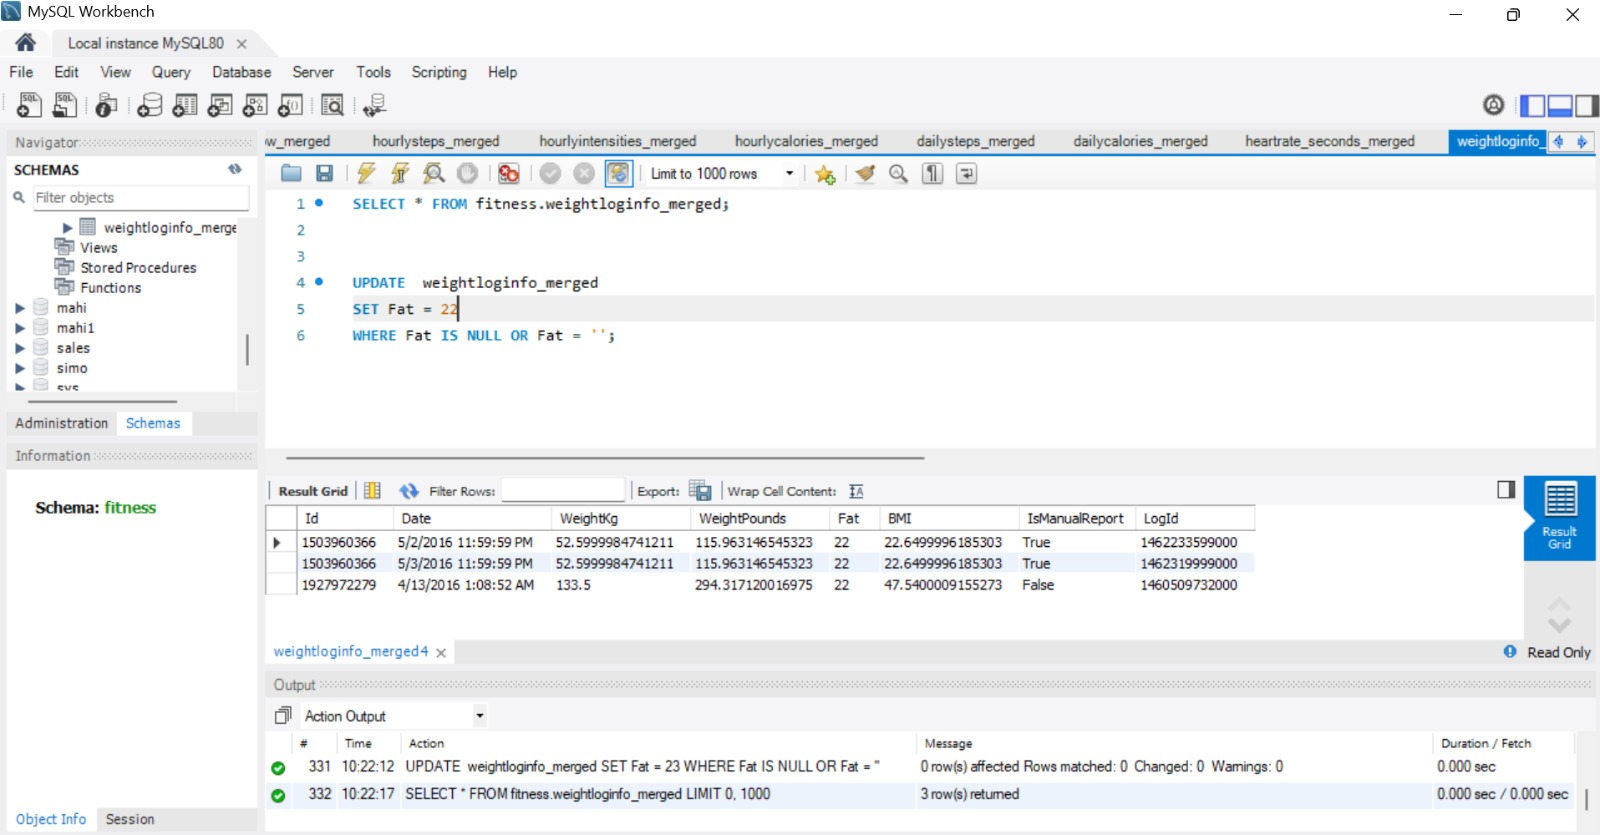 MySQL Workbench
Local instance MySQL80
File Edit View Query Database Server Tools Scripting Help
Navigator
SCHEMAS
Filter objects
weightloginfo_merge
Views
Stored Procedures
Functions
mahi
mahi1
sales
simo
sys
Administration Schemas
Information
Schema: fitness
Object Info Session
w_merged hourlysteps_merged hourlyintensities_merged hourlycalories_merged dailysteps_merged dailycalories_merged heartrate_seconds_merged weightloginfo_
Limit to 1000 rows
1 SELECT * FROM fitness.weightloginfo_merged;
2
3
4 UPDATE weightloginfo_merged
5 SET Fat = 22
6 WHERE Fat IS NULL OR Fat = '';
Result Grid Filter Rows: Export: Wrap Cell Content:
Id Date WeightKg WeightPounds Fat BMI IsManualReport LogId
1503960366 5/2/2016 11:59:59 PM 52.5999984741211 115.963146545323 22 22.6499996185303 True 1462233599000
1503960366 5/3/2016 11:59:59 PM 52.5999984741211 115.963146545323 22 22.6499996185303 True 1462319999000
1927972279 4/13/2016 1:08:52 AM 133.5 294.317120016975 22 47.5400009155273 False 1460509732000
Result
Grid
weightloginfo_merged4
Read Only
Output
Action Output
# Time Action Message Duration / Fetch
331 10:22:12 UPDATE weightloginfo_merged SET Fat = 23 WHERE Fat IS NULL OR Fat = '' 0 row(s) affected Rows matched: 0 Changed: 0 Warnings: 0 0.000 sec
332 10:22:17 SELECT * FROM fitness.weightloginfo_merged LIMIT 0, 1000 3 row(s) returned 0.000 sec / 0.000 sec